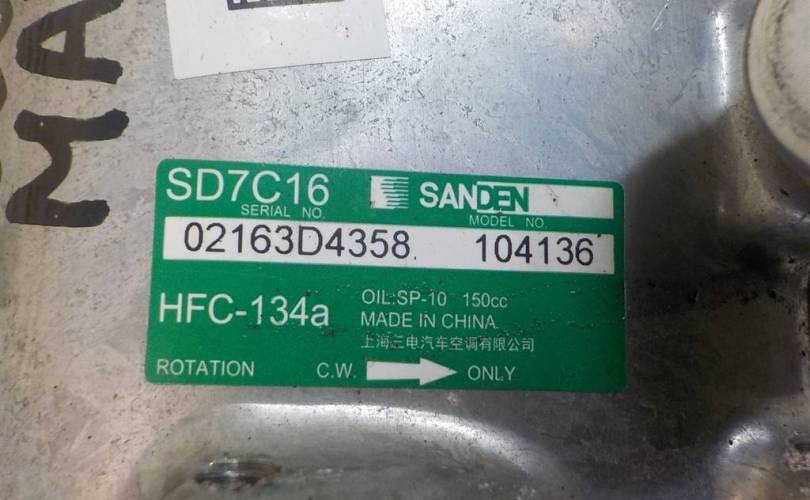 MA
SD7C16 SANDEN
SERIAL NO. MODEL NO.
02163D4358 104136
HFC-134a
OIL:SP-10 150cc
MADE IN CHINA
上海三电汽车空调有限公司
ROTATION C.W. ONLY